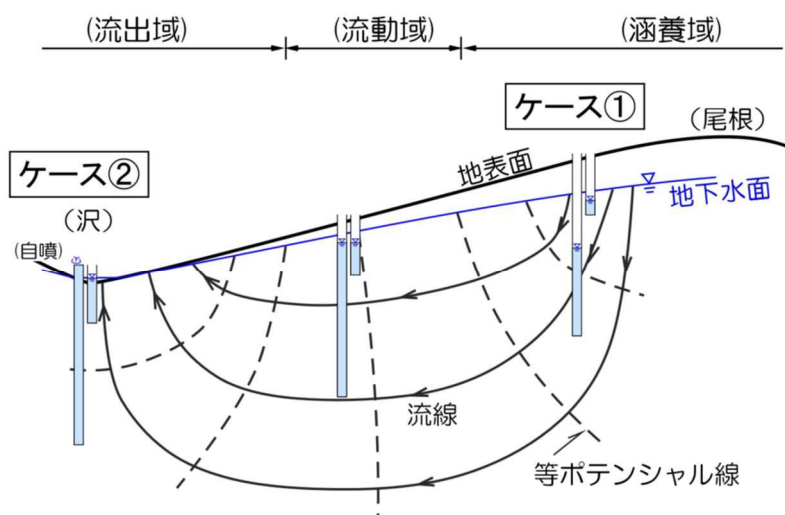 (流出域)
(流動域)
(涵養域)
ケース①
(尾根)
ケース②
地表面
地下水面
(沢)
(自噴)
流線
等ポテンシャル線